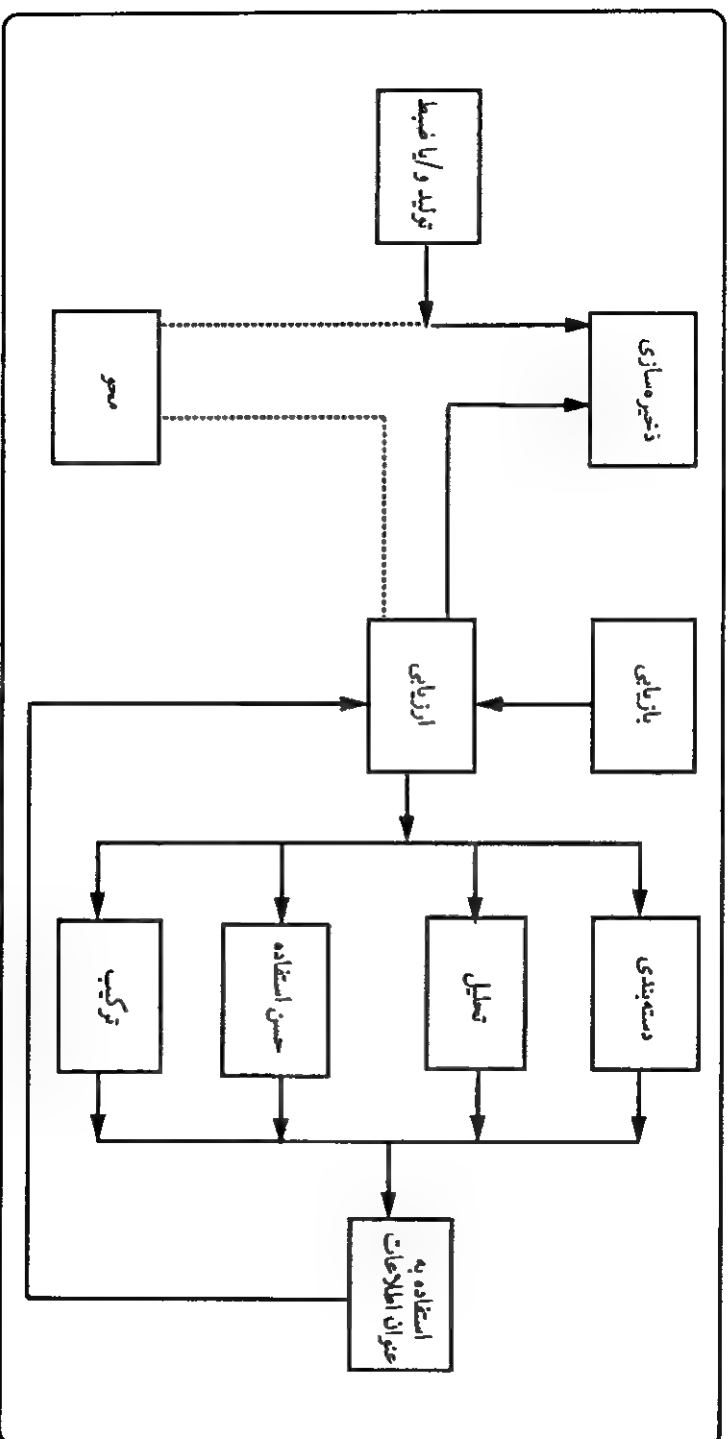 تولید و/یا ضبط
ذخیره‌سازی
محو
بازیابی
ارزیابی
دسته‌بندی
تحلیل
حسن استفاده
ترکیب
استفاده به
عنوان اطلاعات